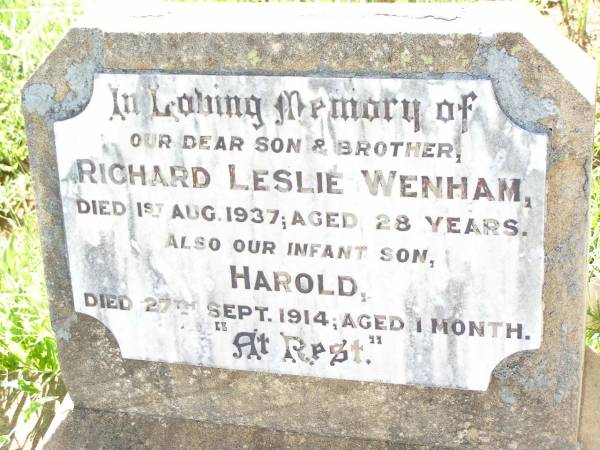 In Loving Memory of
OUR DEAR SON & BROTHER,
RICHARD LESLIE WENHAM,
DIED 1ST AUG. 1937; AGED 28 YEARS.
ALSO OUR INFANT SON,
HAROLD,
DIED 27TH SEPT. 1914; AGED 1 MONTH.
"At Rest."